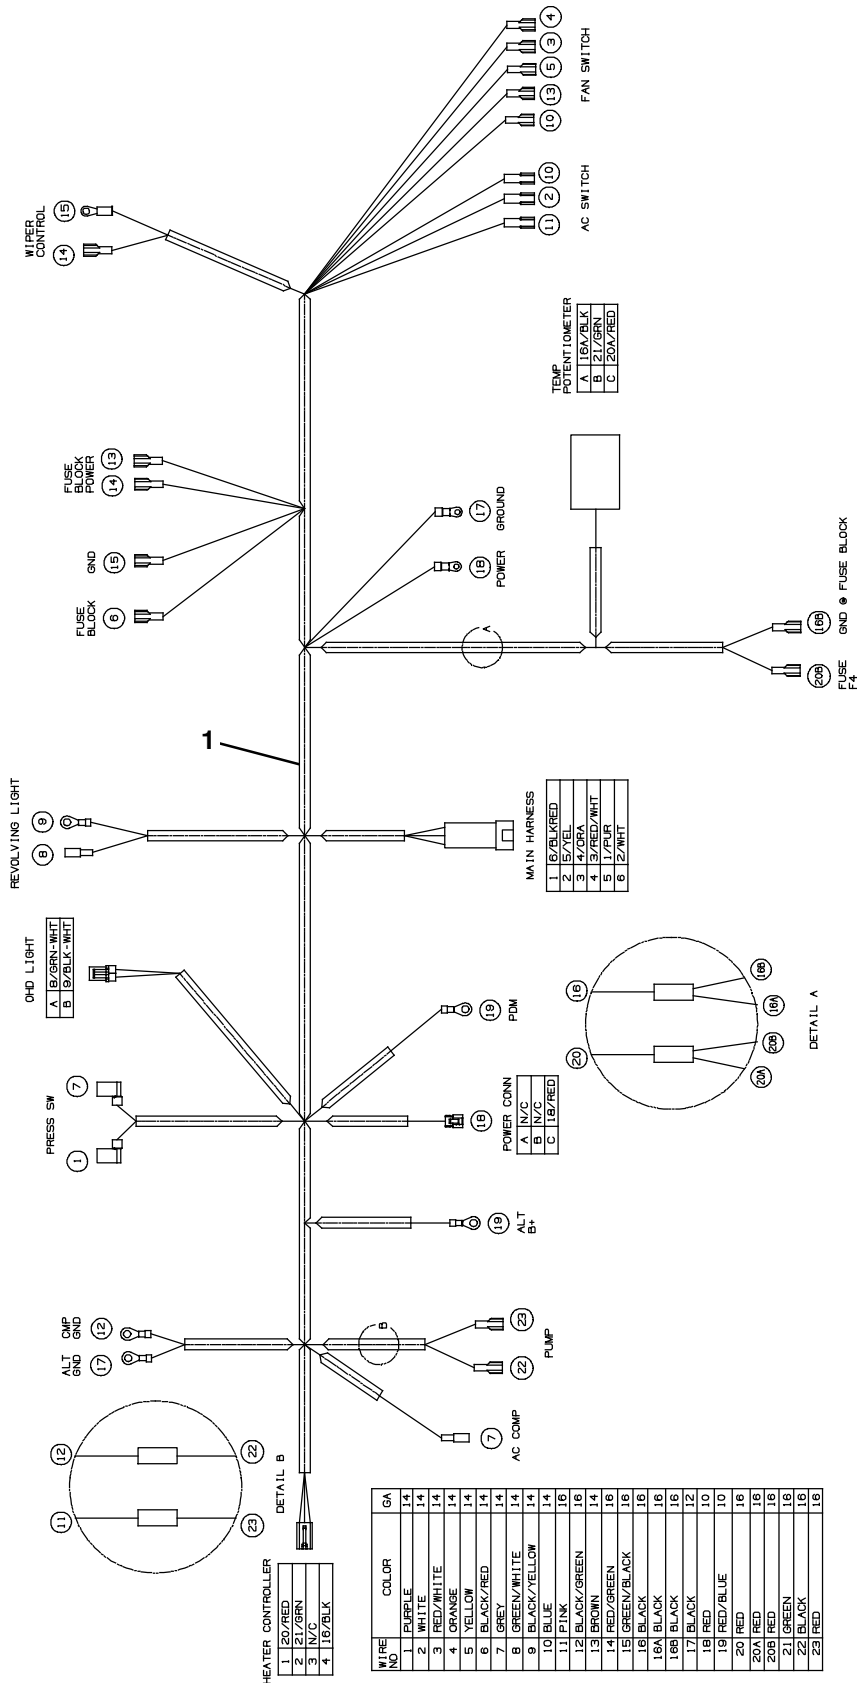 4
3
5
13
10
FAN SWITCH
10
2
11
AC SWITCH
WIPER
CONTROL
15
14
TEMP
POTENTIOMETER
A 16A/BLK
B 21/GRN
C 20A/RED
FUSE
BLOCK
POWER
13
14
GND
15
FUSE
BLOCK
6
17
GROUND
18
POWER
A
16B
GND @ FUSE BLOCK
20B
FUSE
F4
1
REVOLVING LIGHT
9
8
MAIN HARNESS
1 6/BLKRED
2 5/YEL
3 4/ORA
4 3/RED/WHT
5 1/PUR
6 2/WHT
OHD LIGHT
A 8/GRN-WHT
B 9/BLK-WHT
PRESS SW
7
1
19
PDM
18
POWER CONN
A N/C
B N/C
C 18/RED
16
16B
16A
20
20B
20A
DETAIL A
19
ALT
B+
CMP
GND
12
ALT
GND
17
B
23
22
PUMP
7
AC COMP
12
22
11
23
DETAIL B
HEATER CONTROLLER
1 20/RED
2 21/GRN
3 N/C
4 16/BLK
WIRE
NO COLOR GA
1 PURPLE 14
2 WHITE 14
3 RED/WHITE 14
4 ORANGE 14
5 YELLOW 14
6 BLACK/RED 14
7 GREY 14
8 GREEN/WHITE 14
9 BLACK/YELLOW 14
10 BLUE 14
11 PINK 16
12 BLACK/GREEN 16
13 BROWN 14
14 RED/GREEN 16
15 GREEN/BLACK 16
16 BLACK 16
16A BLACK 16
16B BLACK 16
17 BLACK 12
18 RED 10
19 RED/BLUE 10
20 RED 16
20A RED 16
20B RED 16
21 GREEN 16
22 BLACK 16
23 RED 16